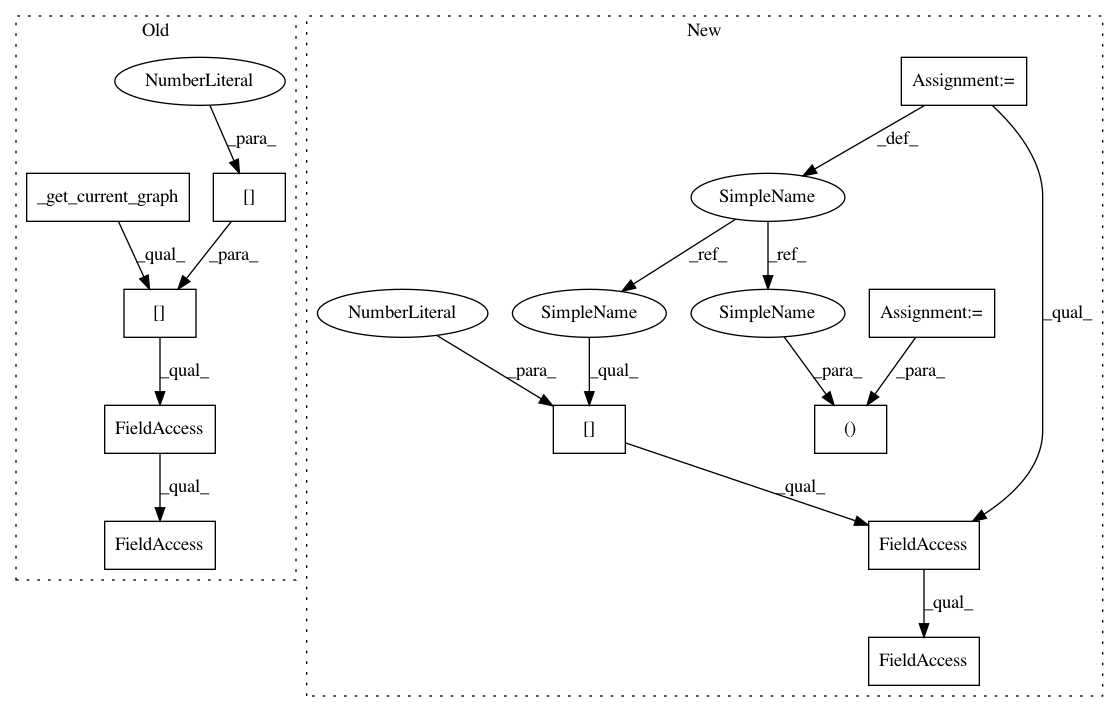 Old
New
NumberLiteral
Assignment:=
_para_
_def_
_get_current_graph
[]
SimpleName
_qual_
_para_
_ref_
_ref_
[]
NumberLiteral
SimpleName
SimpleName
Assignment:=
_qual_
_qual_
_para_
_qual_
_para_
_para_
FieldAccess
[]
()
_qual_
_qual_
FieldAccess
FieldAccess
_qual_
FieldAccess